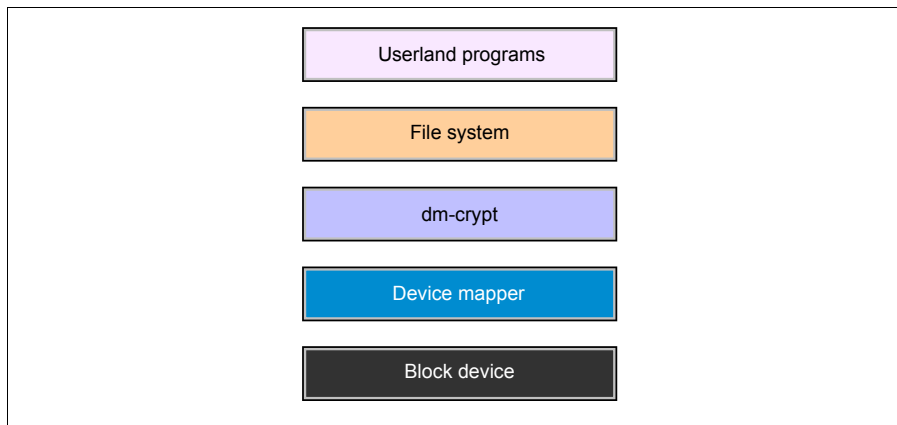 Userland programs
File system
dm-crypt
Device mapper
Block device